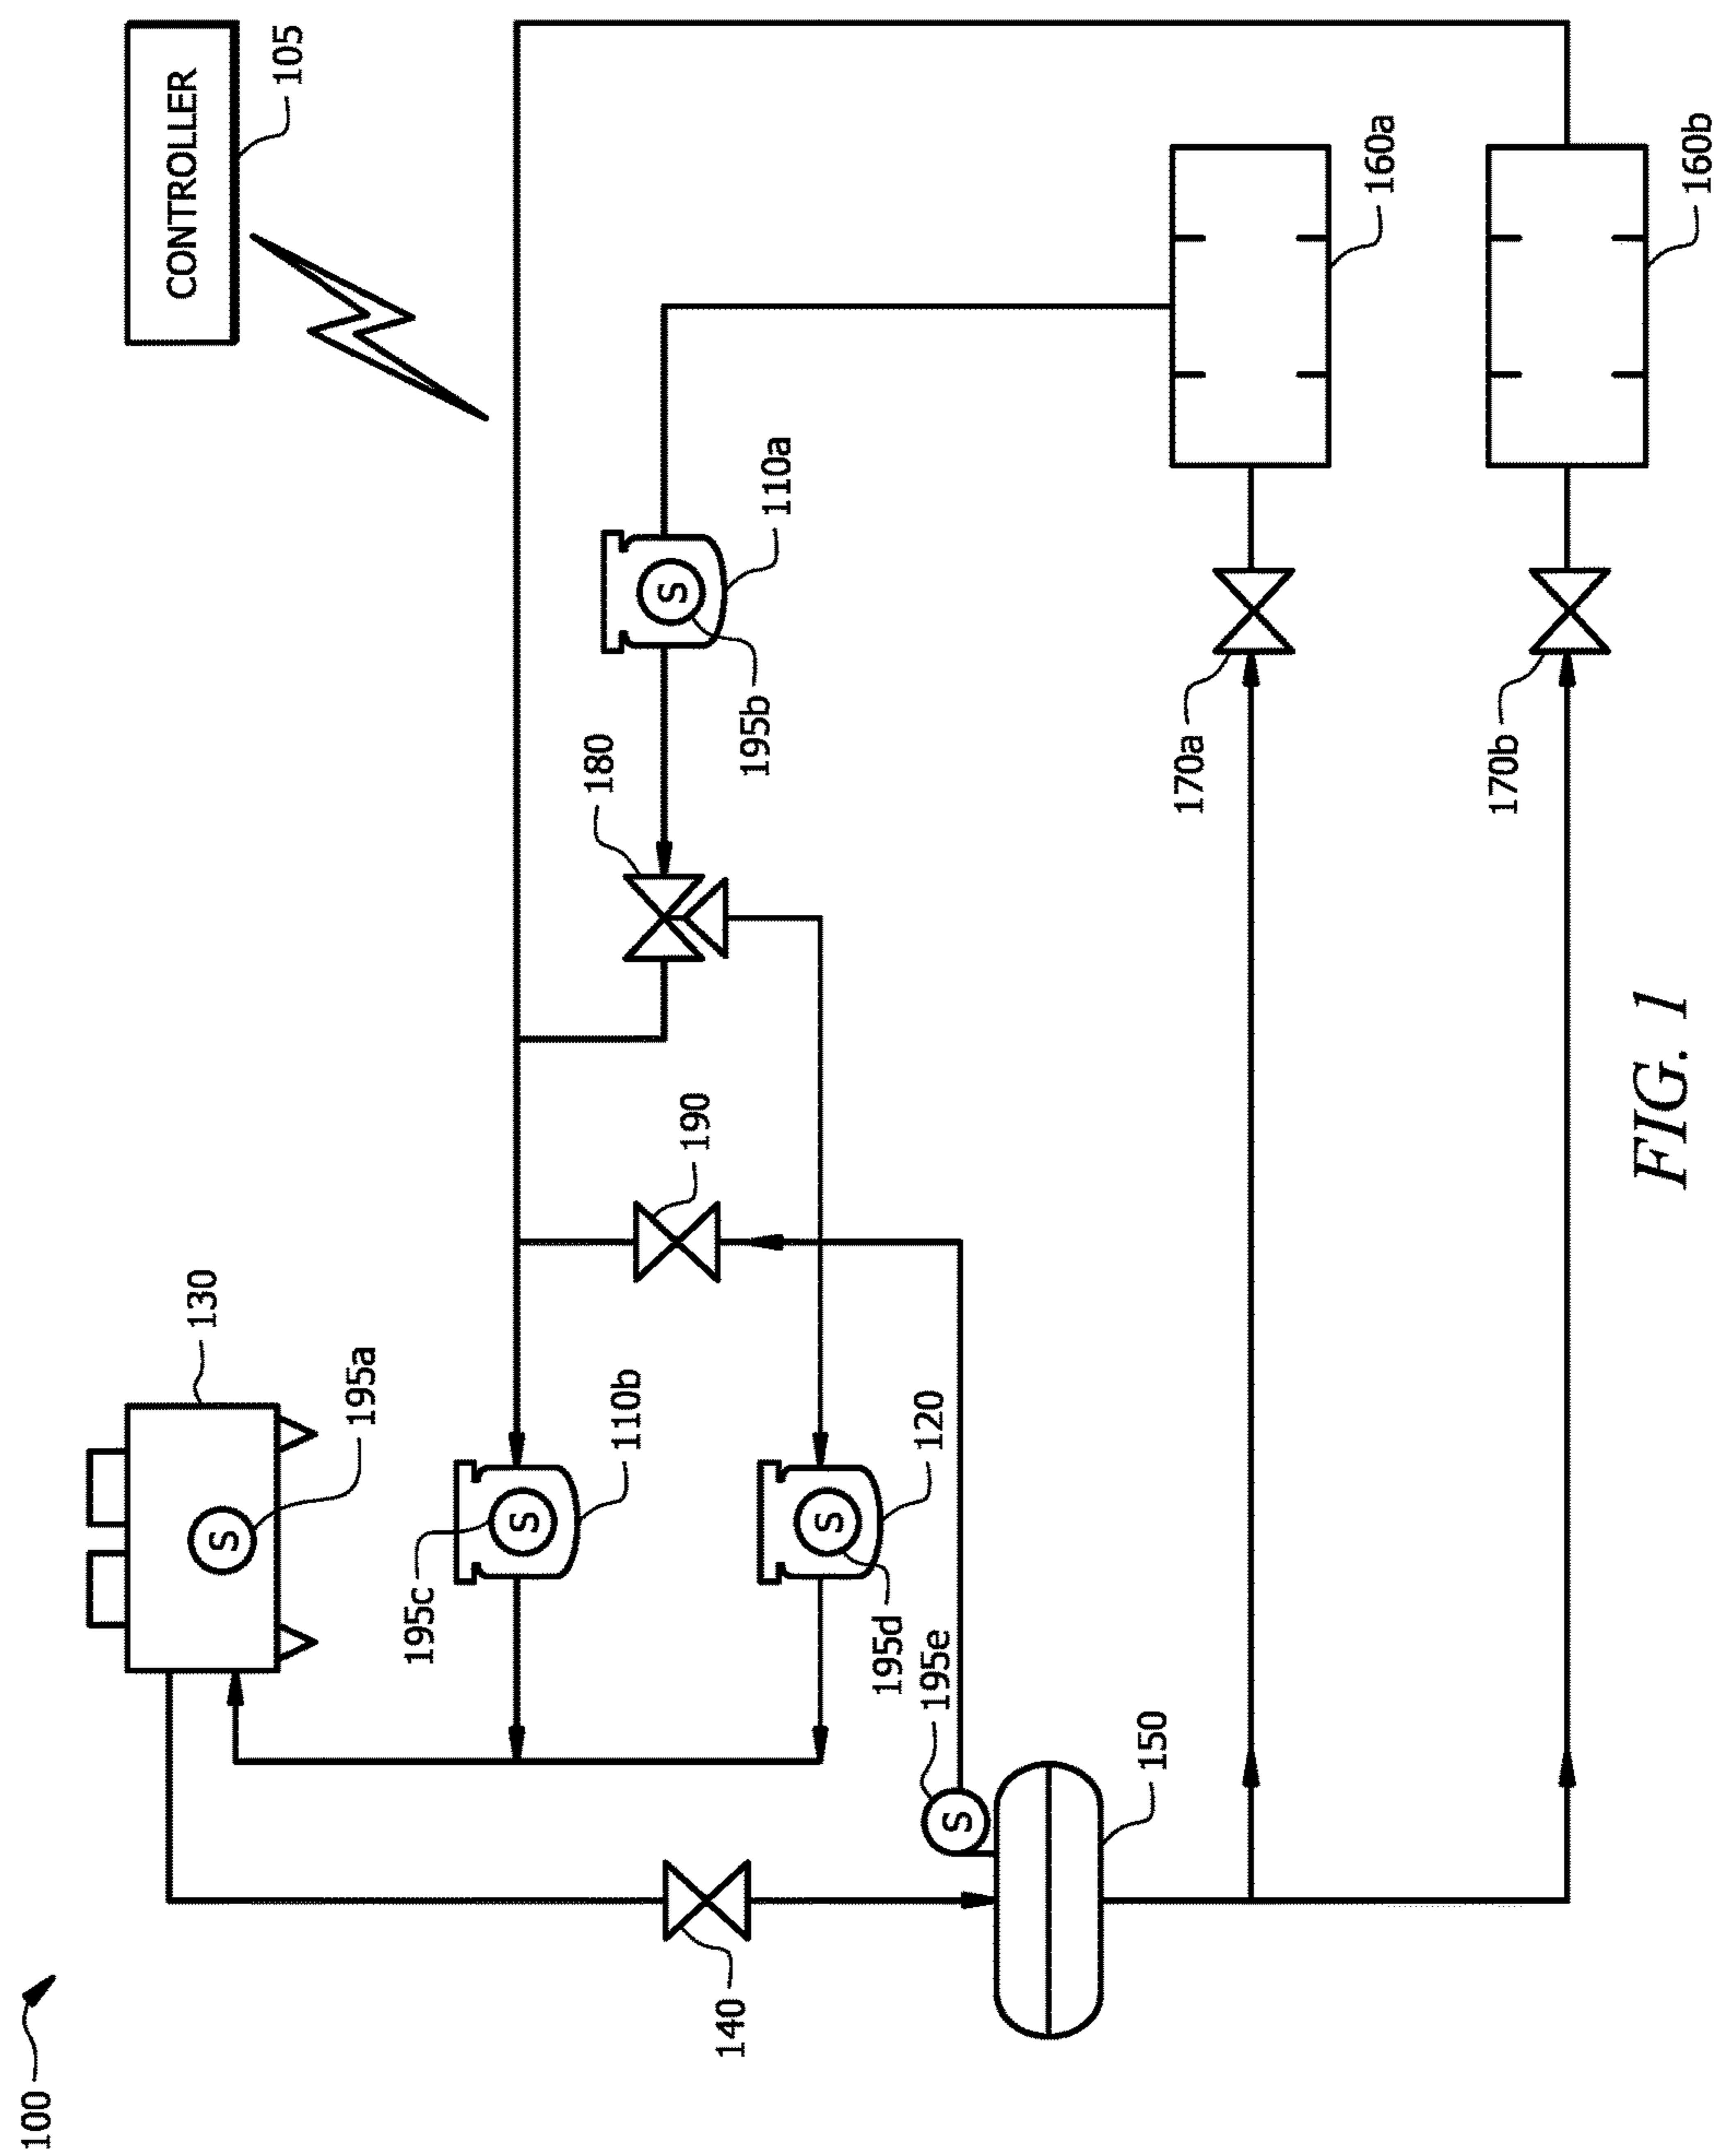 100
130
195a
CONTROLLER
105
195c
110b
190
180
110a
195b
195d
120
195e
140
150
170a
160a
170b
160b
S
S
S
S
S
FIG. 1